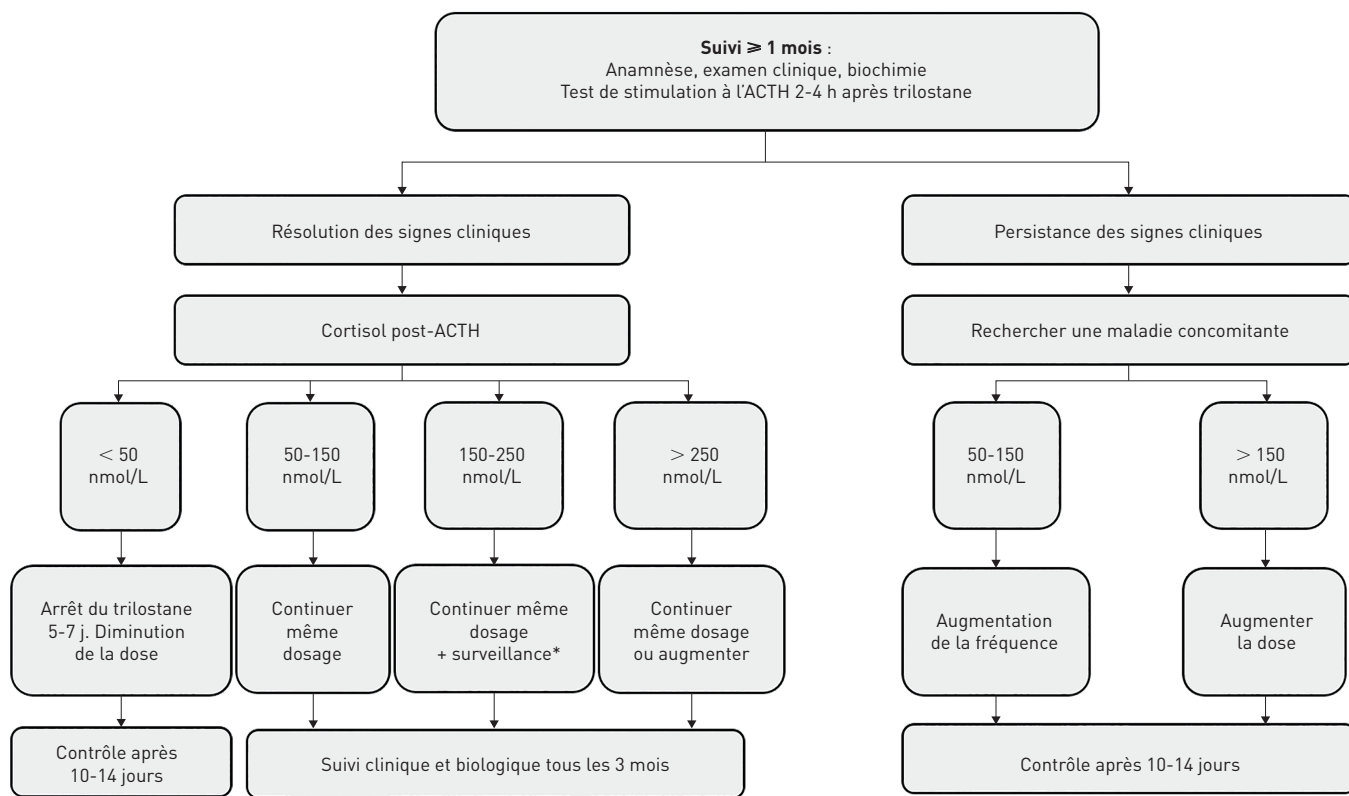 Suivi ⩾ 1 mois :
Anamnèse, examen clinique, biochimie
Test de stimulation à l'ACTH 2-4 h après trilostane
Résolution des signes cliniques
Persistance des signes cliniques
Cortisol post-ACTH
Rechercher une maladie concomitante
< 50
nmol/L
50-150
nmol/L
150-250
nmol/L
> 250
nmol/L
50-150
nmol/L
> 150
nmol/L
Arrêt du trilostane
5-7 j. Diminution
de la dose
Continuer
même
dosage
Continuer même
dosage
+ surveillance*
Continuer
même dosage
ou augmenter
Augmentation
de la fréquence
Augmenter
la dose
Contrôle après
10-14 jours
Suivi clinique et biologique tous les 3 mois
Contrôle après 10-14 jours